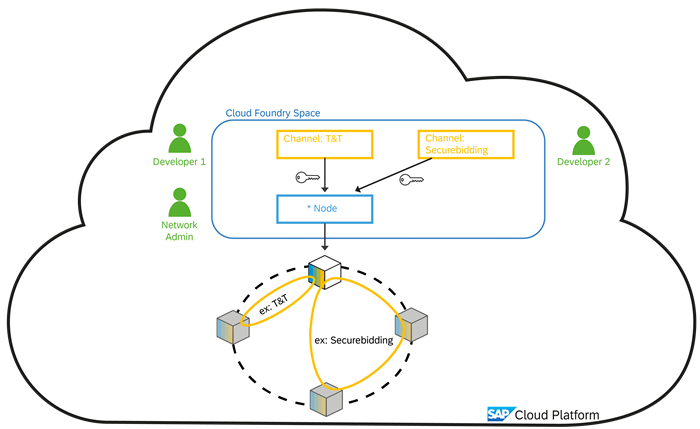 Cloud Foundry Space
Channel: T&T
Channel:
Securebidding
Developer 1
Developer 2
* Node
Network
Admin
ex: T&T
ex: Securebidding
SAP Cloud Platform